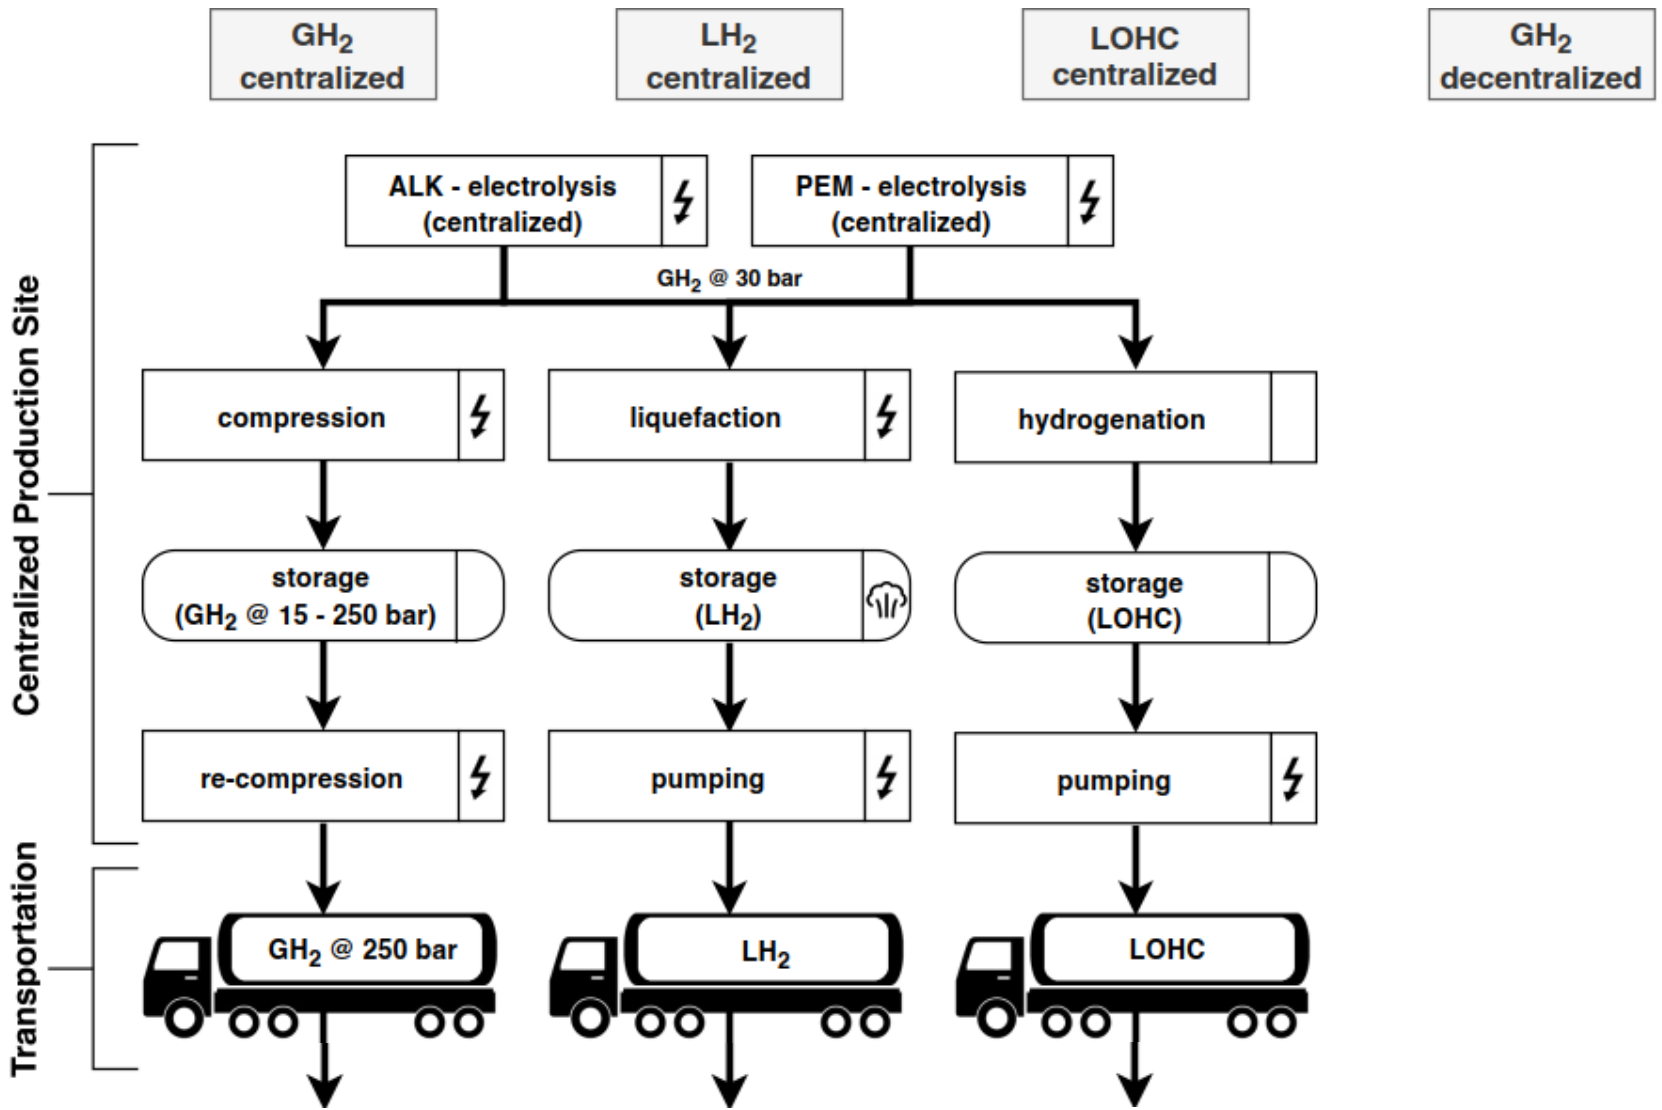 GH₂
centralized
LH₂
centralized
LOHC
centralized
GH₂
decentralized
Centralized Production Site
ALK - electrolysis
(centralized)
PEM - electrolysis
(centralized)
GH₂ @ 30 bar
compression
liquefaction
hydrogenation
storage
(GH₂ @ 15 - 250 bar)
storage
(LH₂)
storage
(LOHC)
re-compression
pumping
pumping
Transportation
GH₂ @ 250 bar
LH₂
LOHC